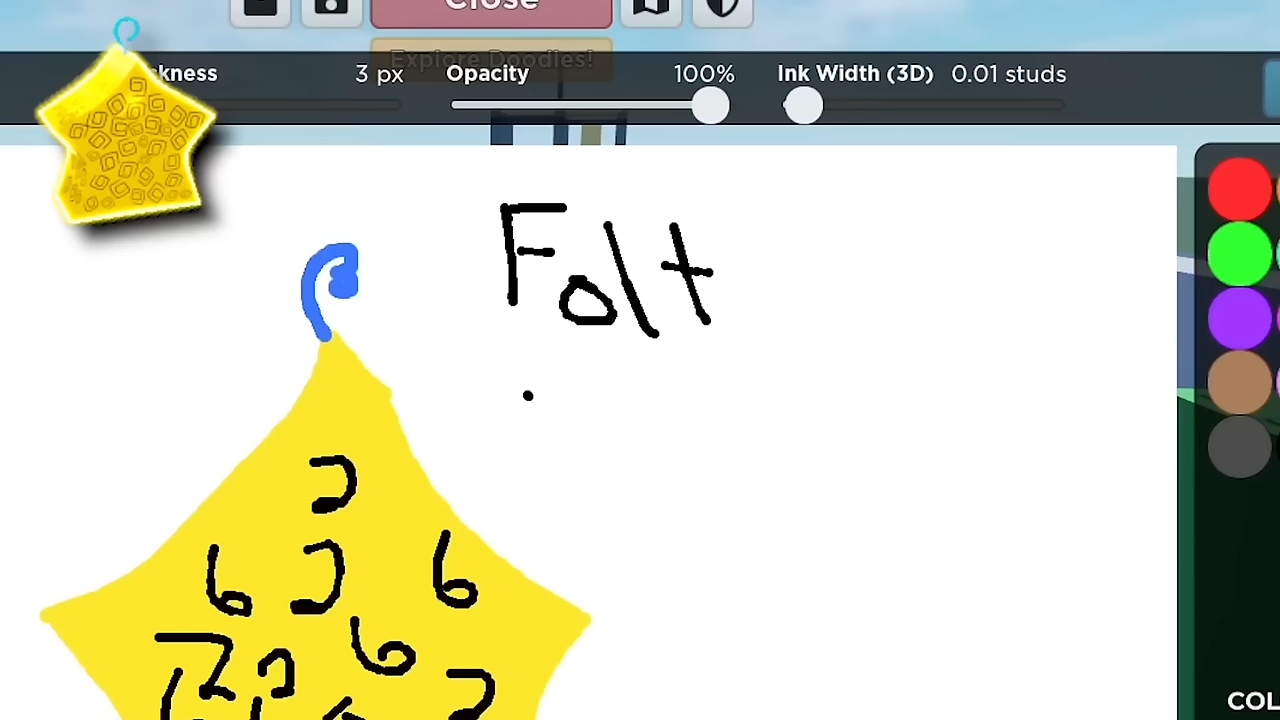 Close
Explore Doodles!
kness 3 px Opacity 100% Ink Width (3D) 0.01 studs
Folt
COL